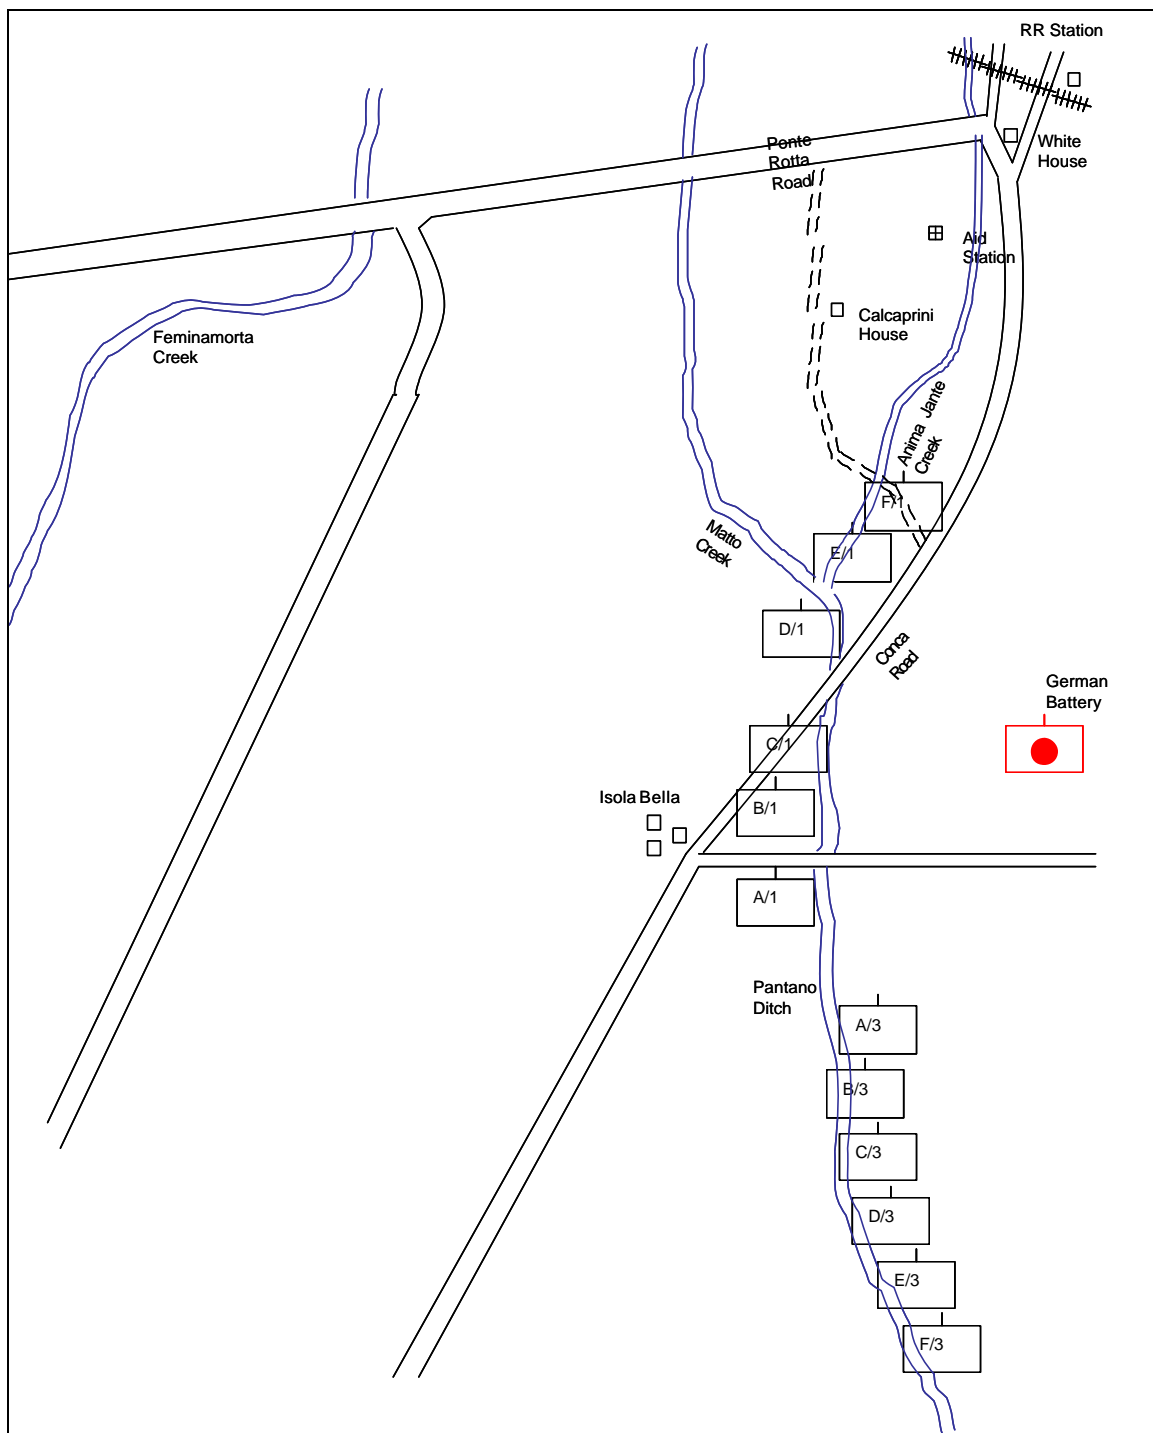 RR Station
Ponte
Rotta
Road
White
House
Aid
Station
Calcaprini
House
Feminamorta
Creek
Anima Jante
Creek
F/1
Matto
Creek
E/1
D/1
Conca
Road
German
Battery
C/1
Isola Bella
B/1
A/1
Pantano
Ditch
A/3
B/3
C/3
D/3
E/3
F/3